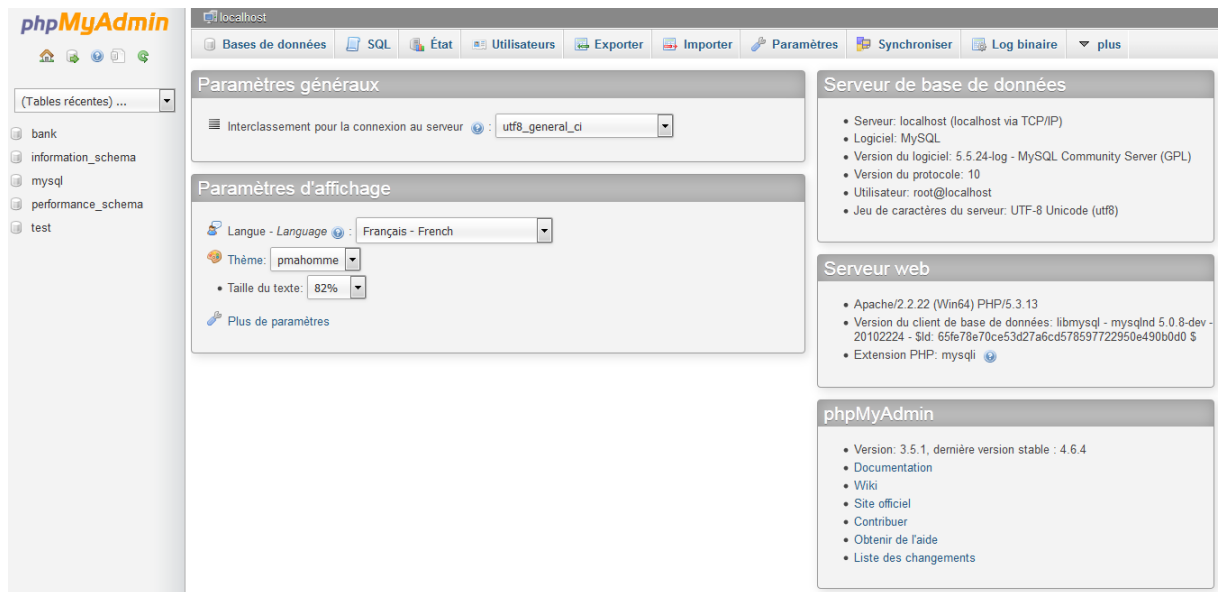 phpMyAdmin
(Tables récentes) ...
bank
information_schema
mysql
performance_schema
test
localhost
Bases de données SQL État Utilisateurs Exporter Importer Paramètres Synchroniser Log binaire plus
Paramètres généraux
Interclassement pour la connexion au serveur : utf8_general_ci
Paramètres d'affichage
Langue - Language : Français - French
Thème: pmahomme
• Taille du texte: 82%
Plus de paramètres
Serveur de base de données
• Serveur: localhost (localhost via TCP/IP)
• Logiciel: MySQL
• Version du logiciel: 5.5.24-log - MySQL Community Server (GPL)
• Version du protocole: 10
• Utilisateur: root@localhost
• Jeu de caractères du serveur: UTF-8 Unicode (utf8)
Serveur web
• Apache/2.2.22 (Win64) PHP/5.3.13
• Version du client de base de données: libmysql - mysqlnd 5.0.8-dev -
20102224 - $Id: 65fe78e70ce53d27a6cd578597722950e490b0d0 $
• Extension PHP: mysqli
phpMyAdmin
• Version: 3.5.1, dernière version stable : 4.6.4
• Documentation
• Wiki
• Site officiel
• Contribuer
• Obtenir de l'aide
• Liste des changements